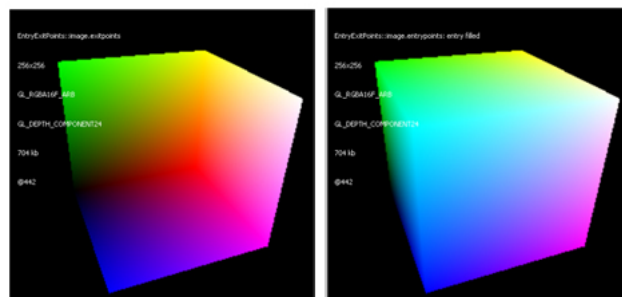 EntryExitPoints::image.exitpoints
256x256
GL_RGBA16F_ARB
GL_DEPTH_COMPONENT24
704 kb
@442
EntryExitPoints::image.entrypoints: entry filled
256x256
GL_RGBA16F_ARB
GL_DEPTH_COMPONENT24
704 kb
@442